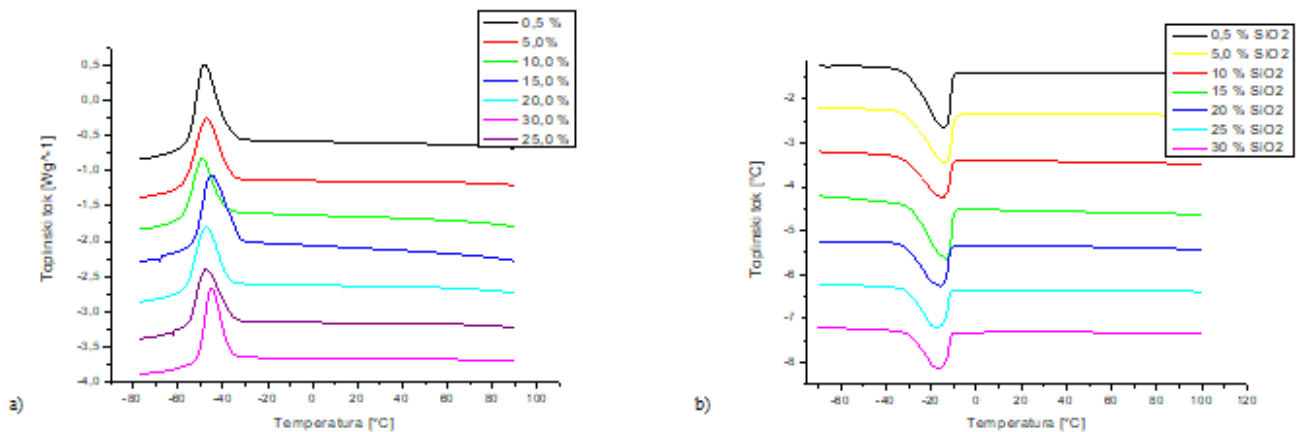 0,5 %
5,0%
10,0 %
15,0 %
20,0 %
30,0 %
25,0 %
0,5
0,0
-0,5
-1,0
-1,5
-2,0
-2,5
-3,0
-3,5
-4,0
Toplinski tok [Wg^-1]
-80 -60 -40 -20 0 20 40 60 80 100
Temperatura [°C]
a)
0,5 % SiO2
5,0 % SiO2
10 % SiO2
15 % SiO2
20 % SiO2
25 % SiO2
30 % SiO2
-2
-3
-4
-5
-6
-7
-8
Toplinski tok [°C]
-60 -40 -20 0 20 40 60 80 100 120
Temperatura [°C]
b)